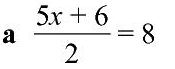 a (5x + 6)/2 = 8